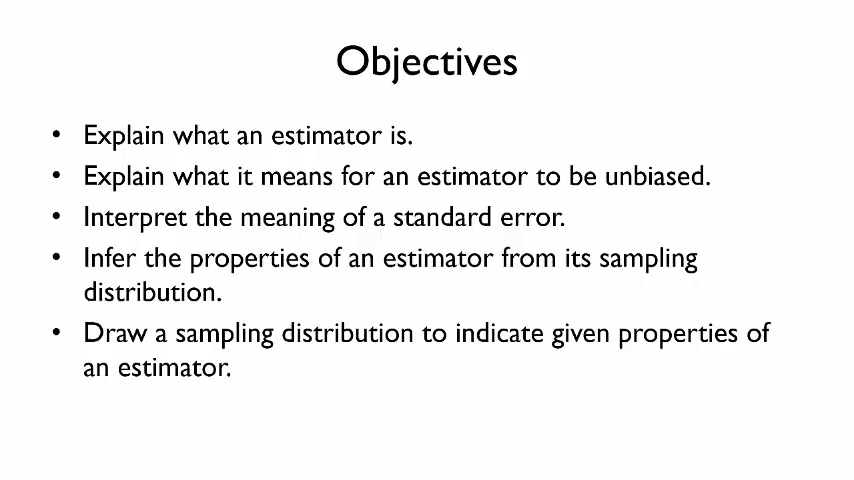 Objectives
• Explain what an estimator is.
• Explain what it means for an estimator to be unbiased.
• Interpret the meaning of a standard error.
• Infer the properties of an estimator from its sampling
distribution.
• Draw a sampling distribution to indicate given properties of
an estimator.